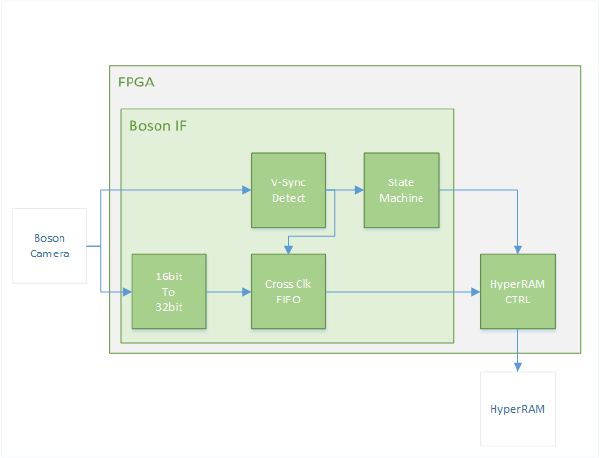 FPGA
Boson IF
V-Sync
Detect
State
Machine
Boson
Camera
16bit
To
32bit
Cross Clk
FIFO
HyperRAM
CTRL
HyperRAM